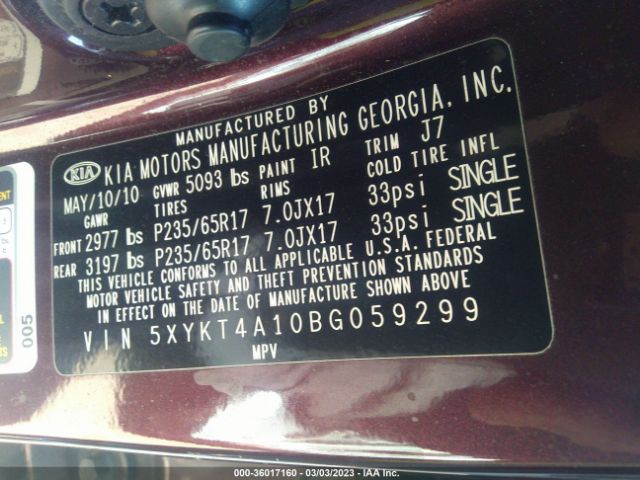 MANUFACTURED BY
KIA KIA MOTORS MANUFACTURING GEORGIA, INC.
MAY/10/10 GVWR 5093 lbs PAINT IR TRIM J7
GAWR TIRES RIMS COLD TIRE INFL
FRONT 2977 lbs P235/65R17 7.0JX17 33psi SINGLE
REAR 3197 lbs P235/65R17 7.0JX17 33psi SINGLE
THIS VEHICLE CONFORMS TO ALL APPLICABLE U.S.A. FEDERAL
MOTOR VEHICLE SAFETY AND THEFT PREVENTION STANDARDS
IN EFFECT ON THE DATE OF MANUFACTURE SHOWN ABOVE
VIN 5XYKT4A10BG059299
MPV
005
000-36017160 - 03/03/2023 - IAA Inc.